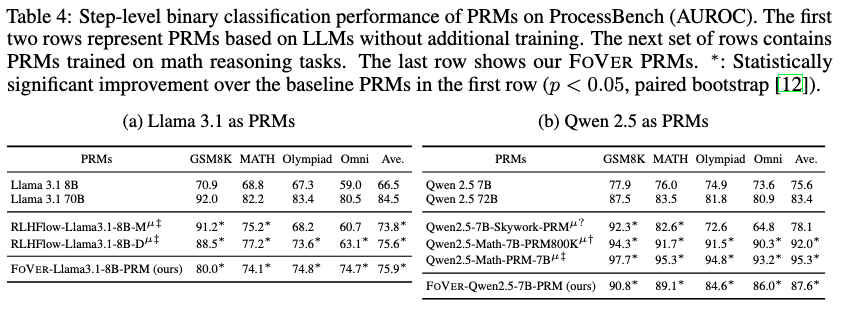 Table 4: Step-level binary classification performance of PRMs on ProcessBench (AUROC). The first
two rows represent PRMs based on LLMs without additional training. The next set of rows contains
PRMs trained on math reasoning tasks. The last row shows our FOVER PRMs. *: Statistically
significant improvement over the baseline PRMs in the first row (p < 0.05, paired bootstrap [12]).
(a) Llama 3.1 as PRMs
PRMs GSM8K MATH Olympiad Omni Ave.
Llama 3.1 8B 70.9 68.8 67.3 59.0 66.5
Llama 3.1 70B 92.0 82.2 83.4 80.5 84.5
RLHFlow-Llama3.1-8B-M^μ‡ 91.2* 75.2* 68.2 60.7 73.8*
RLHFlow-Llama3.1-8B-D^μ‡ 88.5* 77.2* 73.6* 63.1* 75.6*
FOVER-Llama3.1-8B-PRM (ours) 80.0* 74.1* 74.8* 74.7* 75.9*
(b) Qwen 2.5 as PRMs
PRMs GSM8K MATH Olympiad Omni Ave.
Qwen 2.5 7B 77.9 76.0 74.9 73.6 75.6
Qwen 2.5 72B 87.5 83.5 81.8 80.9 83.4
Qwen2.5-7B-Skywork-PRM^μ? 92.3* 82.6* 72.6 64.8 78.1
Qwen2.5-Math-7B-PRM800K^μ† 94.3* 91.7* 91.5* 90.3* 92.0*
Qwen2.5-Math-PRM-7B^μ‡ 97.7* 95.3* 94.8* 93.2* 95.3*
FOVER-Qwen2.5-7B-PRM (ours) 90.8* 89.1* 84.6* 86.0* 87.6*